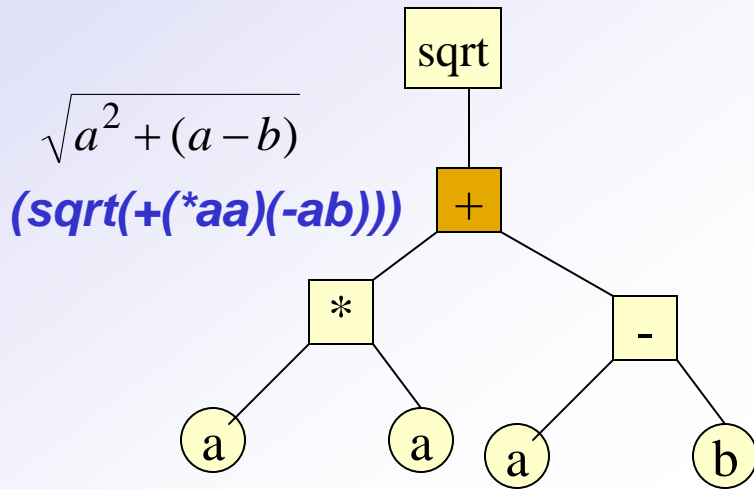 sqrt
√a² + (a − b)
(sqrt(+(*aa)(-ab)))
+
* -
a a a b